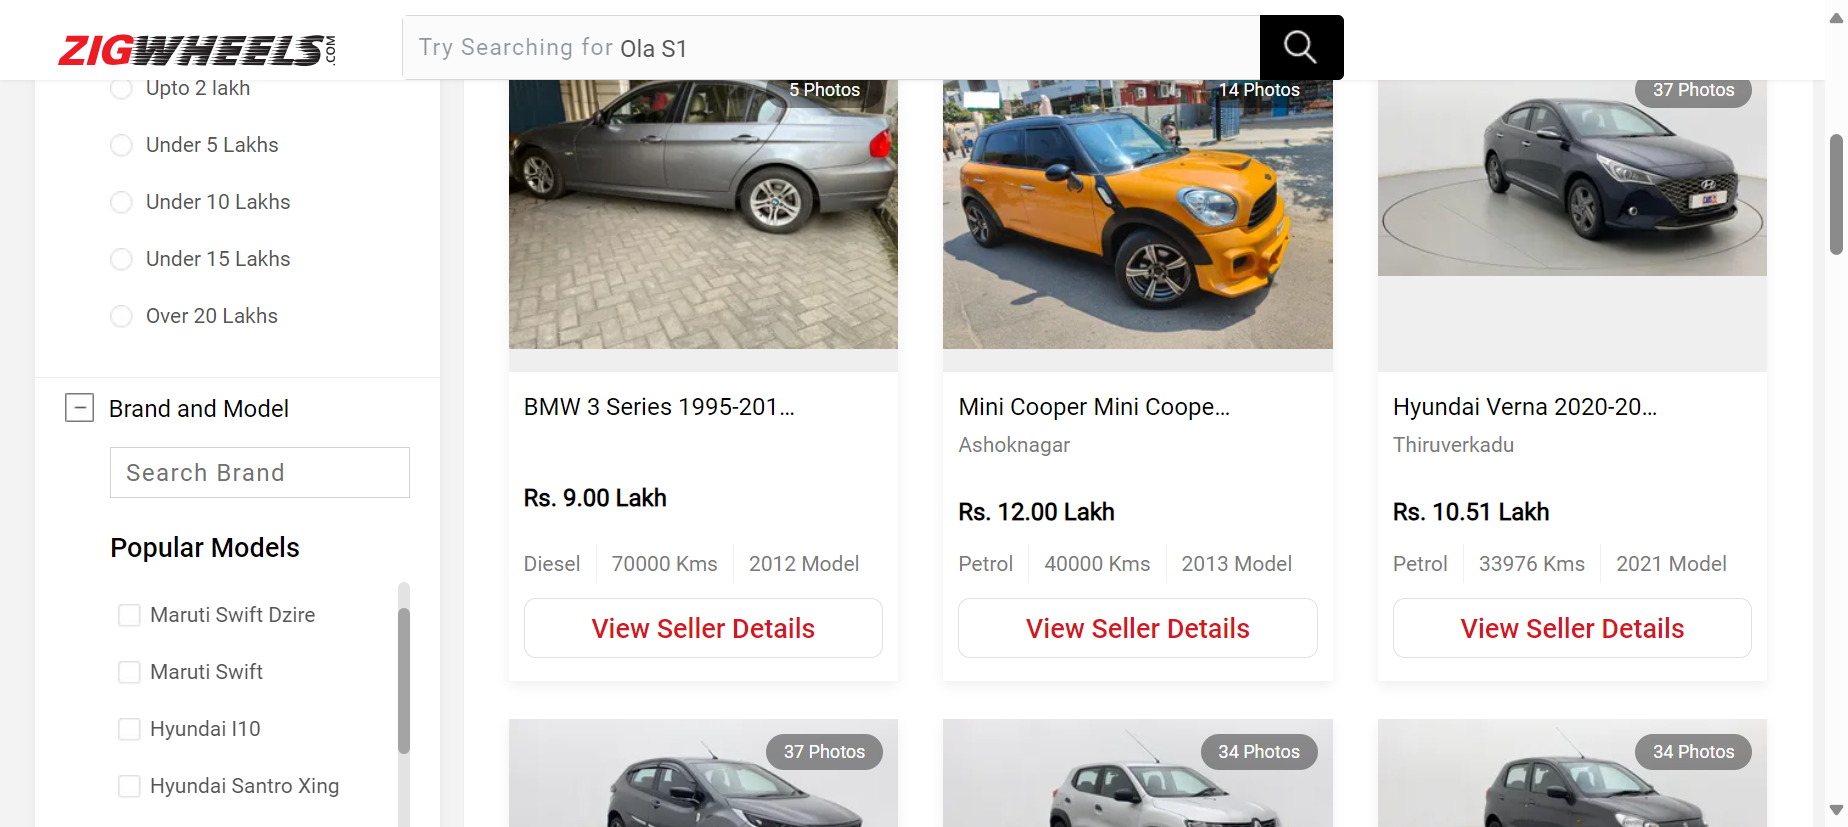 ZIGWHEELS.COM
Try Searching for Ola S1
Upto 2 lakh
Under 5 Lakhs
Under 10 Lakhs
Under 15 Lakhs
Over 20 Lakhs
Brand and Model
Search Brand
Popular Models
Maruti Swift Dzire
Maruti Swift
Hyundai I10
Hyundai Santro Xing
5 Photos
BMW 3 Series 1995-201...
Rs. 9.00 Lakh
Diesel 70000 Kms 2012 Model
View Seller Details
14 Photos
Mini Cooper Mini Coope...
Ashoknagar
Rs. 12.00 Lakh
Petrol 40000 Kms 2013 Model
View Seller Details
37 Photos
Hyundai Verna 2020-20...
Thiruverkadu
Rs. 10.51 Lakh
Petrol 33976 Kms 2021 Model
View Seller Details
37 Photos
34 Photos
34 Photos